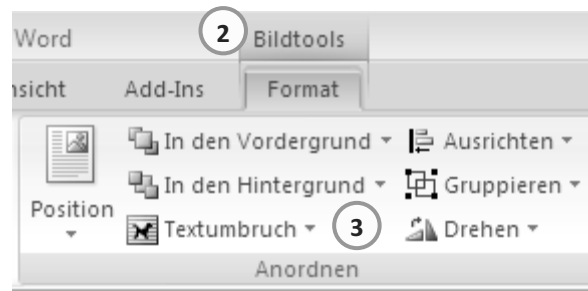 Word 2 Bildtools
nsicht Add-Ins Format
In den Vordergrund Ausrichten
In den Hintergrund Gruppieren
Position
Textumbruch 3 Drehen
Anordnen